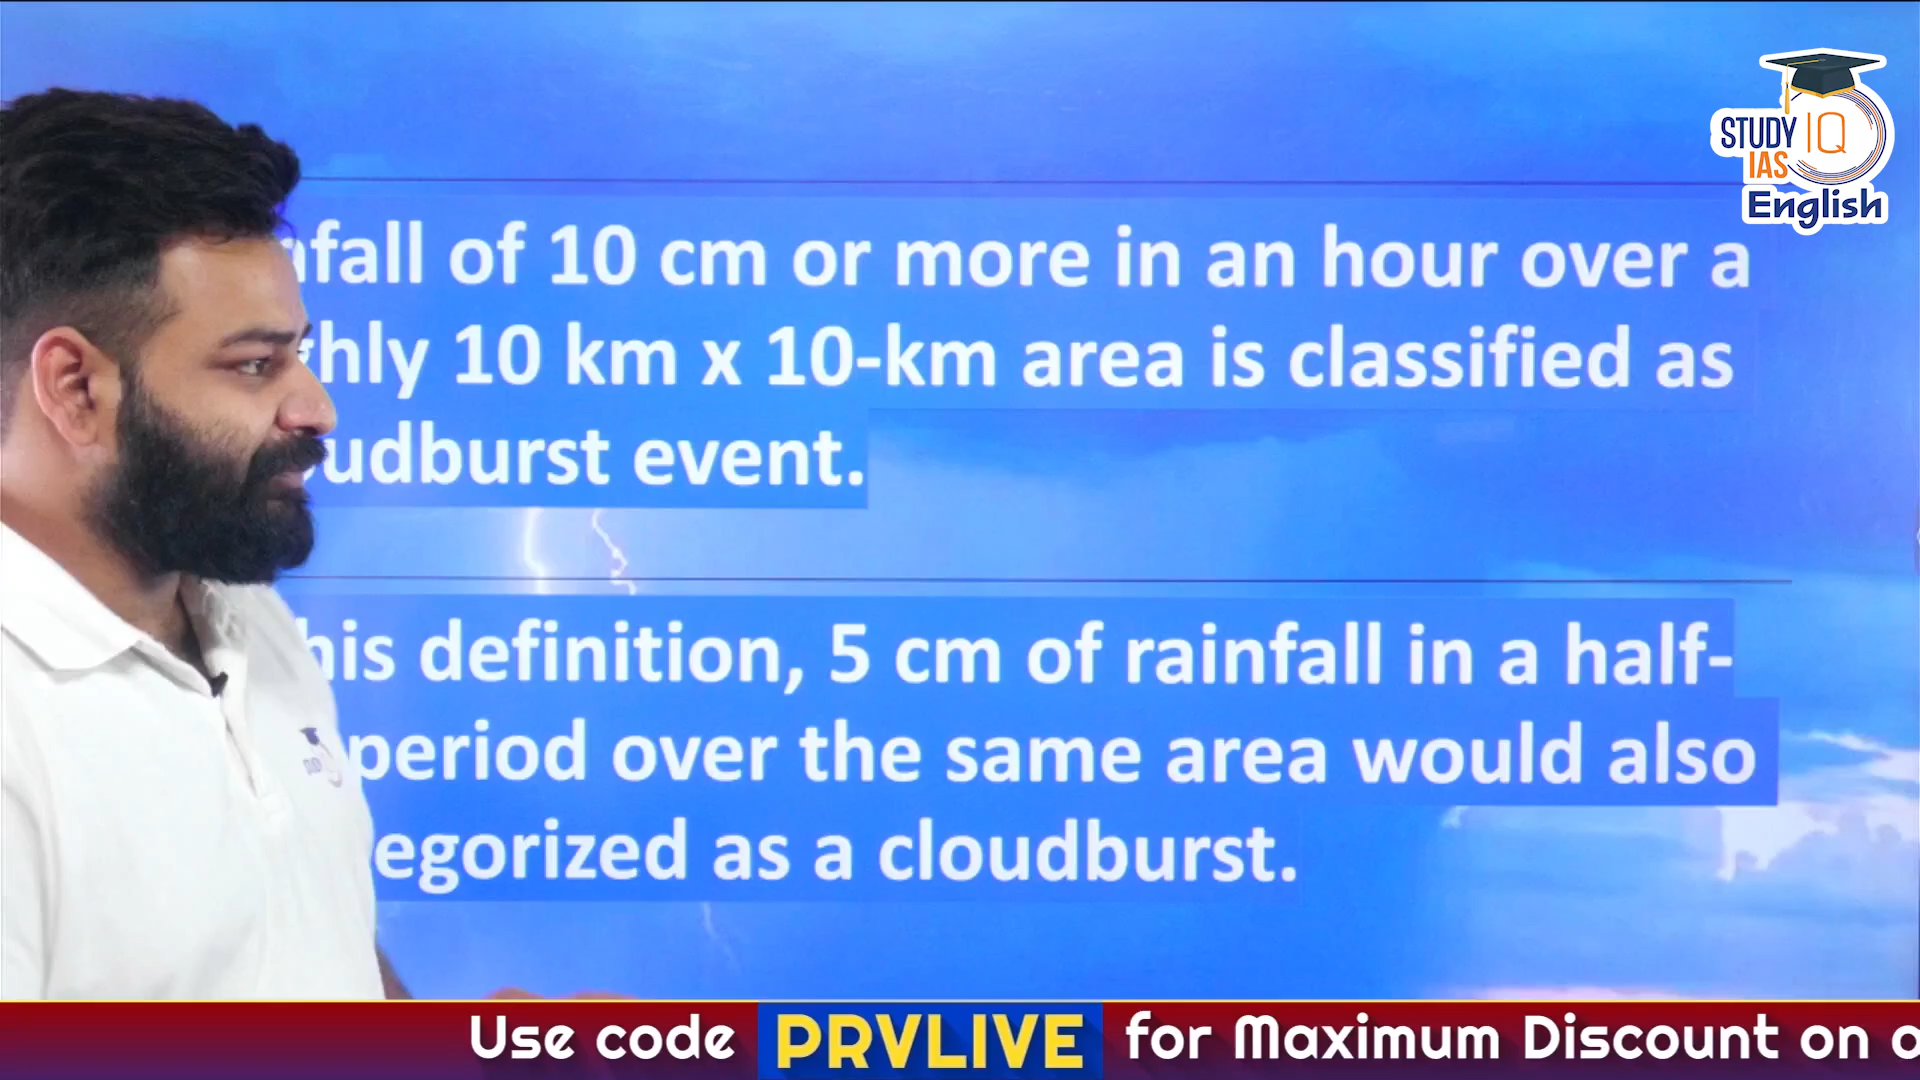 STUDY IQ
IAS
English
nfall of 10 cm or more in an hour over a
ghly 10 km x 10-km area is classified as
oudburst event.
his definition, 5 cm of rainfall in a half-
period over the same area would also
egorized as a cloudburst.
Use code PRVLIVE for Maximum Discount on